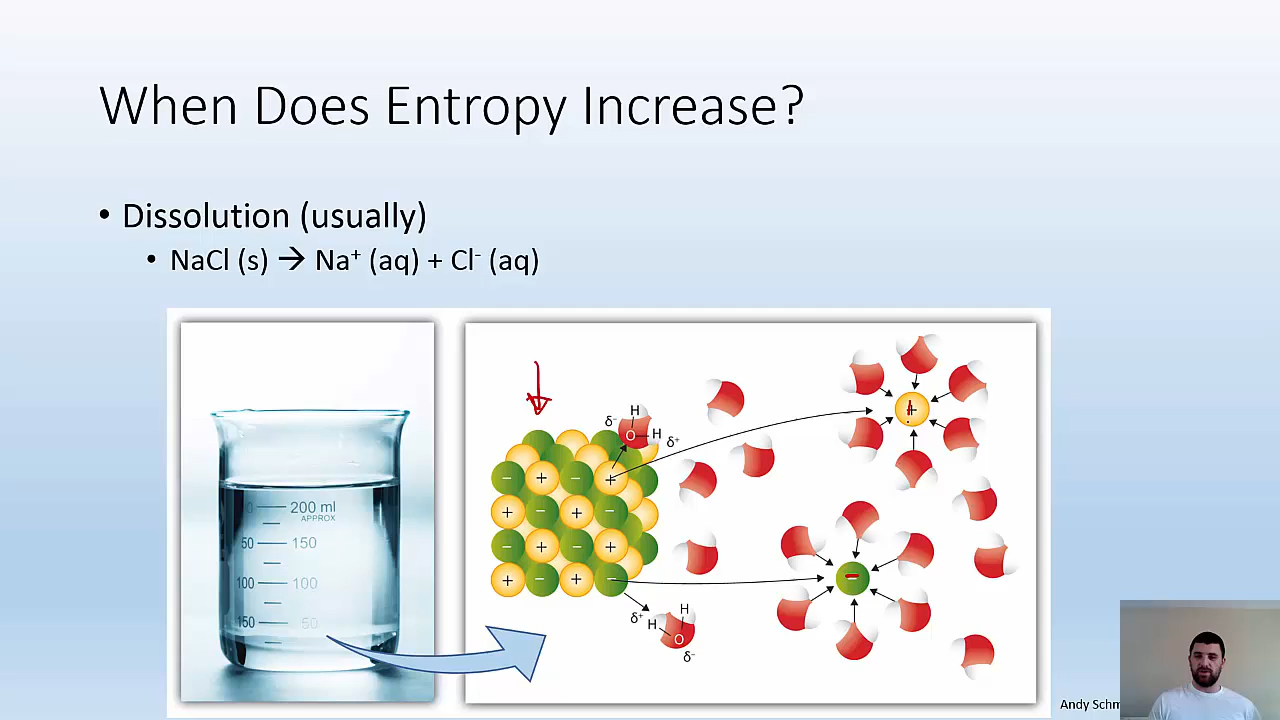 When Does Entropy Increase?
• Dissolution (usually)
• NaCl (s) → Na⁺ (aq) + Cl⁻ (aq)
200 ml
APPROX
50 150
100 100
150 50
δ⁻ H
O H δ⁺
+
− + − +
+ − + −
− + − +
+ − + −
−
δ⁺ H H
O
δ⁻
Andy